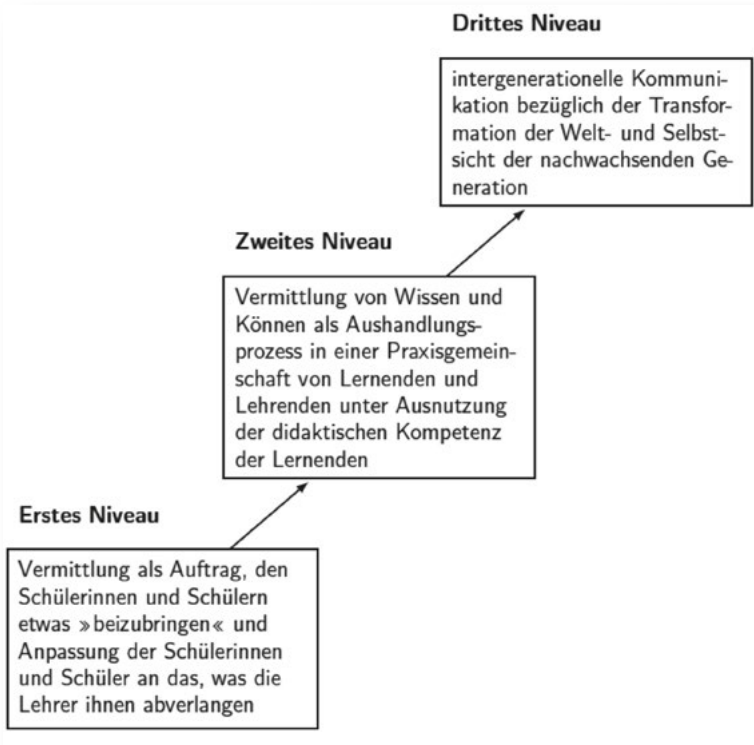 Drittes Niveau
intergenerationelle Kommuni-
kation bezüglich der Transfor-
mation der Welt- und Selbst-
sicht der nachwachsenden Ge-
neration
Zweites Niveau
Vermittlung von Wissen und
Können als Aushandlungs-
prozess in einer Praxisgemein-
schaft von Lernenden und
Lehrenden unter Ausnutzung
der didaktischen Kompetenz
der Lernenden
Erstes Niveau
Vermittlung als Auftrag, den
Schülerinnen und Schülern
etwas »beizubringen« und
Anpassung der Schülerinnen
und Schüler an das, was die
Lehrer ihnen abverlangen